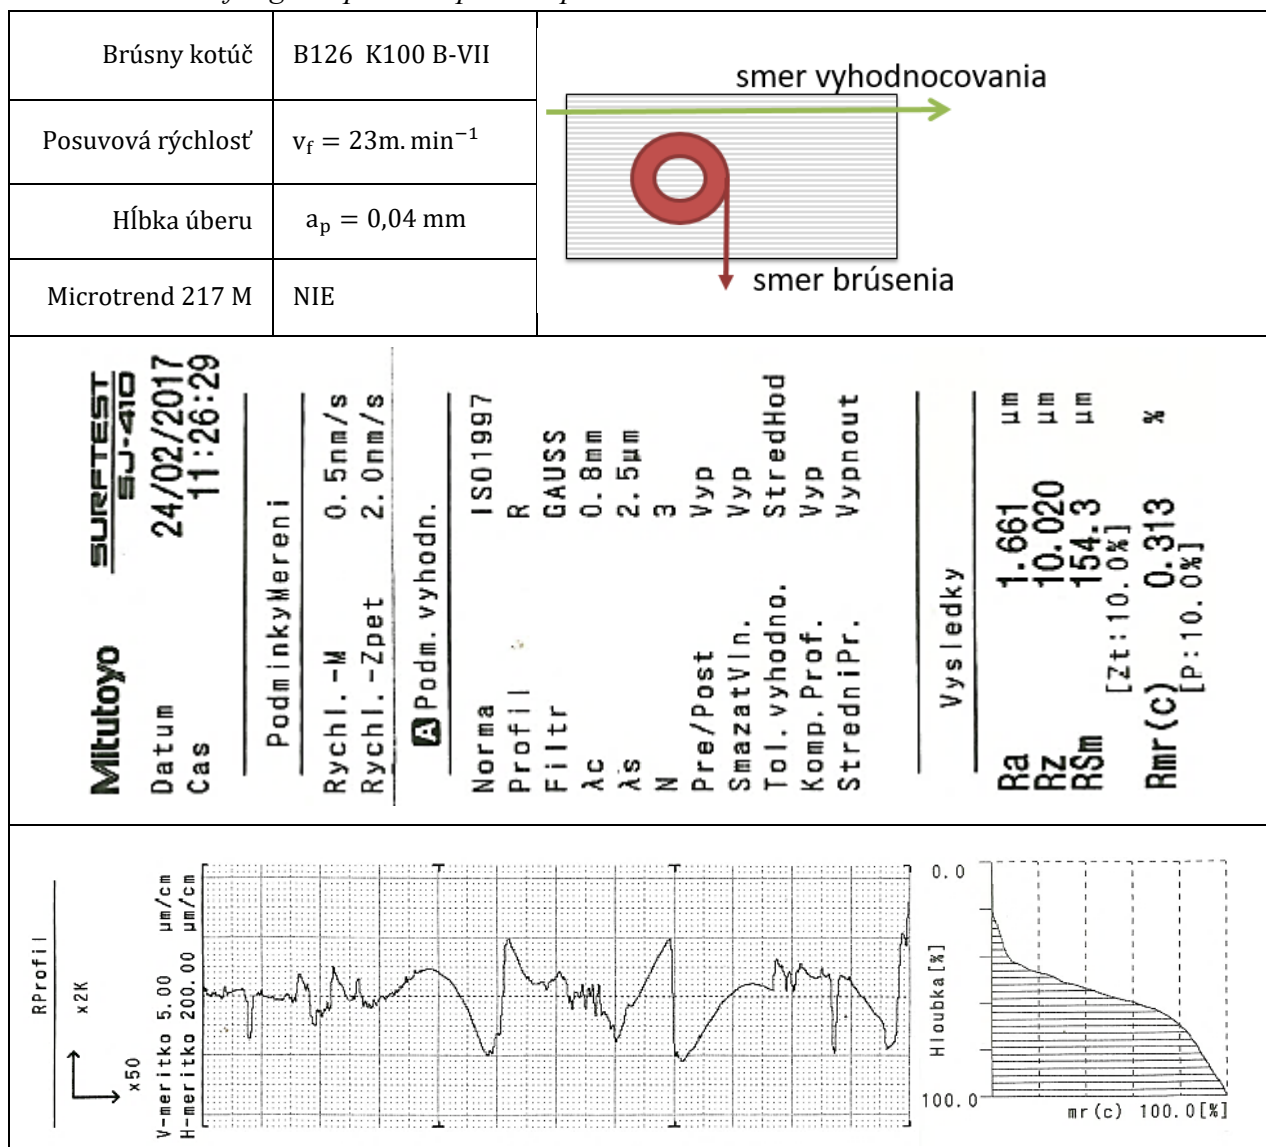 Brúsny kotúč B126 K100 B-VII
Posuvová rýchlosť v_f = 23m. min⁻¹
Hĺbka úberu a_p = 0,04 mm
Microtrend 217 M NIE
smer vyhodnocovania
smer brúsenia
Mitutoyo SURFTEST
SJ-410
Datum 24/02/2017
Cas 11:26:29
PodminkyMereni
Rychl.-M 0.5mm/s
Rychl.-Zpet 2.0mm/s
A Podm. vyhodn.
Norma ISO1997
Profil R
Filtr GAUSS
λc 0.8mm
λs 2.5µm
N 3
Pre/Post Vyp
SmazatVln. Vyp
Tol.vyhodno. StredHod
Komp.Prof. Vyp
StredniPr. Vypnout
Vysledky
Ra 1.661 µm
Rz 10.020 µm
RSm 154.3 µm
[Zt:10.0%]
Rmr(c) 0.313 %
[P:10.0%]
RProfil
x2K
x50
V-meritko 5.00 µm/cm
H-meritko 200.00 µm/cm
0.0
Hloubka[%]
100.0
mr(c) 100.0[%]